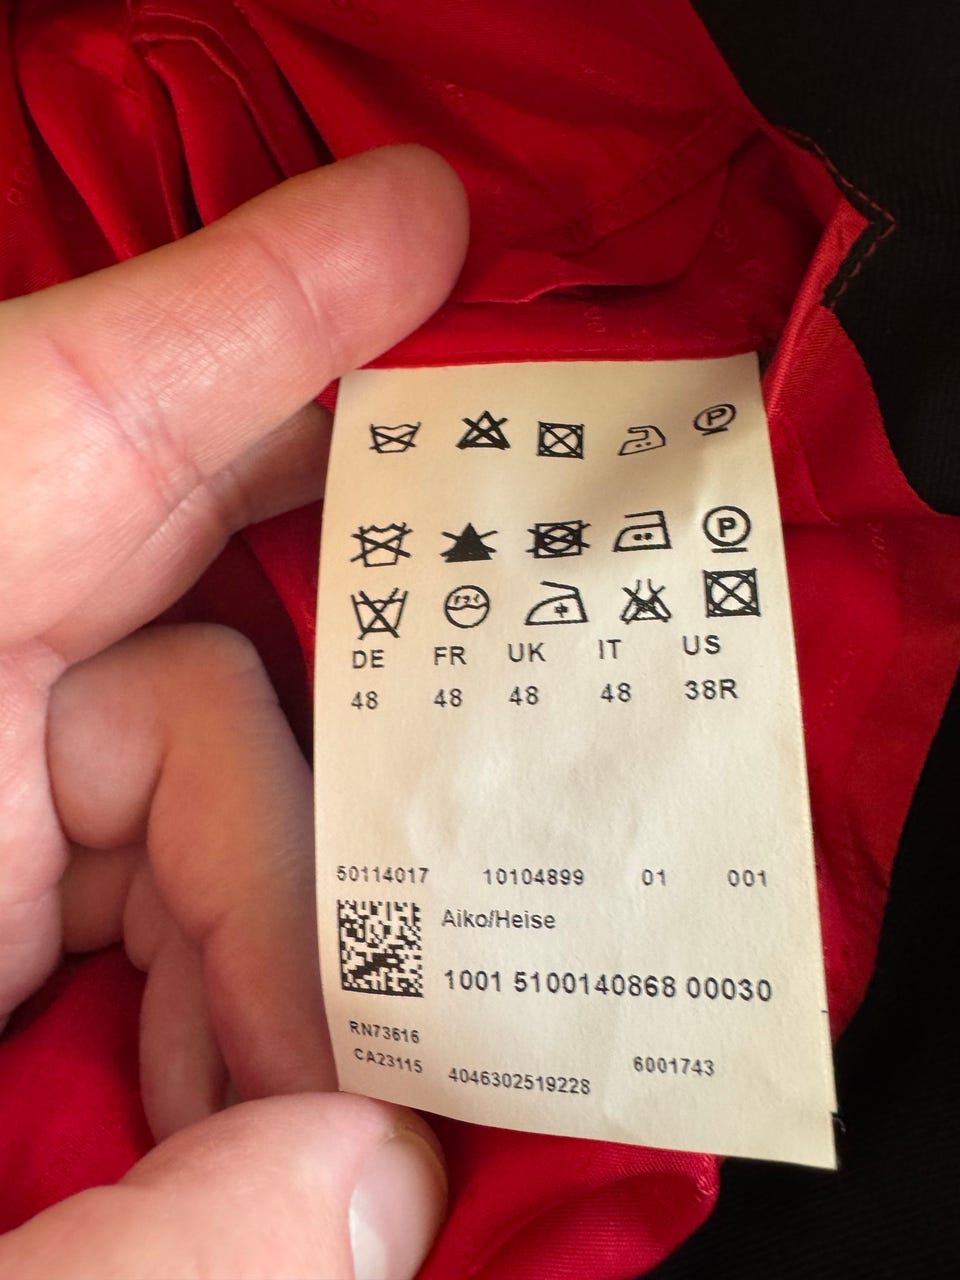 P
P
DE FR UK IT US
48 48 48 48 38R
50114017 10104899 01 001
Aiko/Heise
1001 5100140868 00030
RN73616
CA23115 4046302519228 6001743